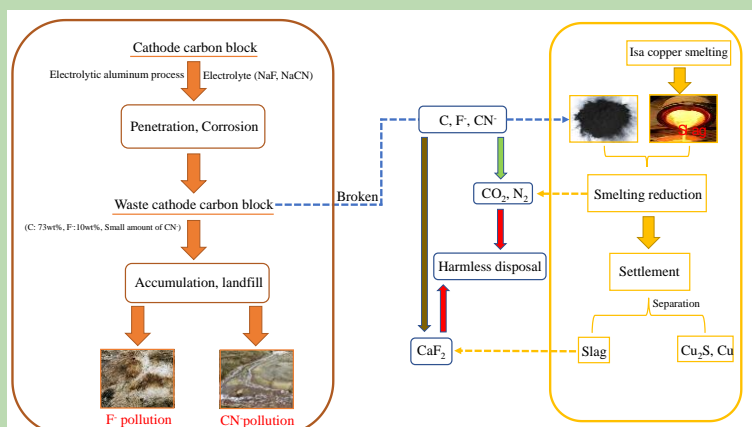 Cathode carbon block
Electrolytic aluminum process
Electrolyte (NaF, NaCN)
Penetration, Corrosion
Waste cathode carbon block
(C: 73wt%, F⁻:10wt%, Small amount of CN⁻)
Accumulation, landfill
F⁻ pollution
CN⁻pollution
Broken
C, F⁻, CN⁻
CO₂, N₂
Harmless disposal
CaF₂
Isa copper smelting
Slag
Smelting reduction
Settlement
Separation
Slag
Cu₂S, Cu